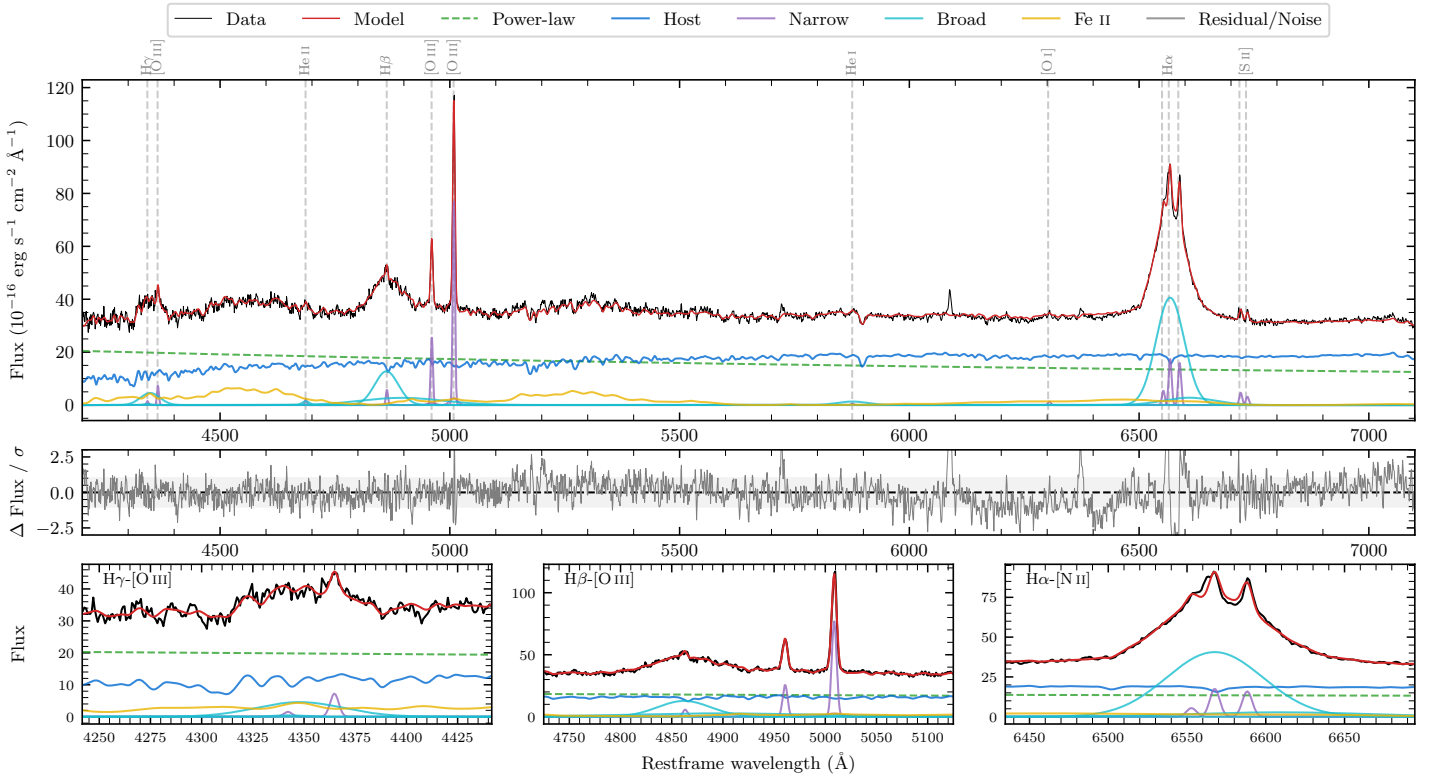 Data Model Power-law Host Narrow Broad Fe II Residual/Noise
Hγ [O III] He II Hβ [O III] [O III] He I [O I] Hα [S II]
Flux (10⁻¹⁶ erg s⁻¹ cm⁻² Å⁻¹)
120
100
80
60
40
20
0
4500 5000 5500 6000 6500 7000
Δ Flux / σ
2.5
0.0
−2.5
4500 5000 5500 6000 6500 7000
Flux
Hγ-[O III]
40
30
20
10
0
4250 4275 4300 4325 4350 4375 4400 4425
Hβ-[O III]
100
50
0
4750 4800 4850 4900 4950 5000 5050 5100
Hα-[N II]
75
50
25
0
6450 6500 6550 6600 6650
Restframe wavelength (Å)